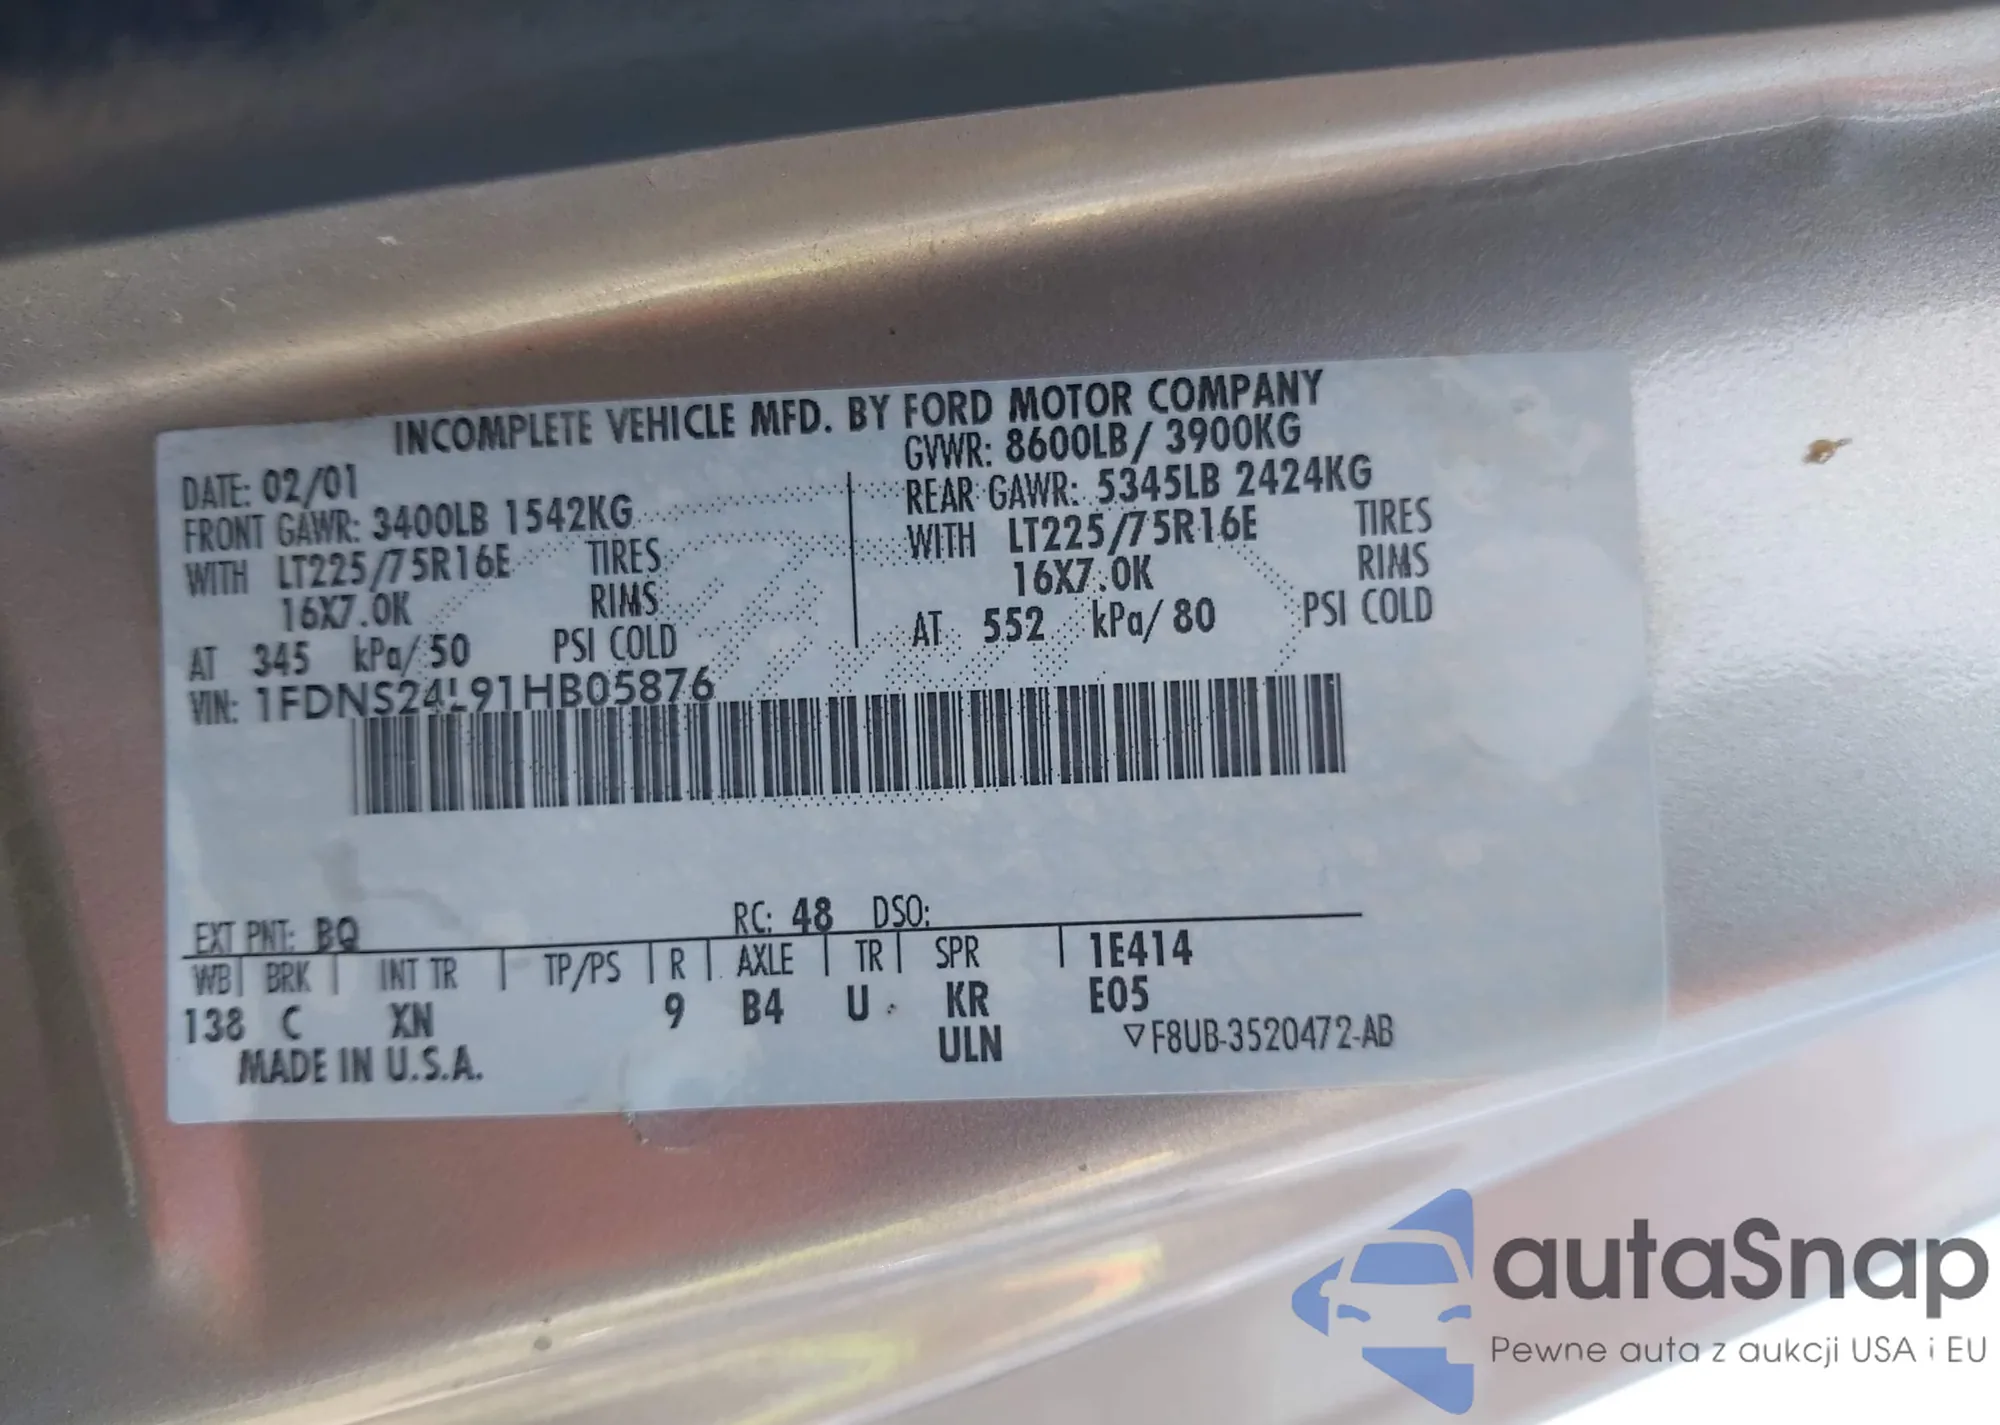 INCOMPLETE VEHICLE MFD. BY FORD MOTOR COMPANY
DATE: 02/01 GVWR: 8600LB/ 3900KG
FRONT GAWR: 3400LB 1542KG REAR GAWR: 5345LB 2424KG
WITH LT225/75R16E TIRES WITH LT225/75R16E TIRES
16X7.0K RIMS 16X7.0K RIMS
AT 345 kPa/ 50 PSI COLD AT 552 kPa/ 80 PSI COLD
VIN: 1FDNS24L91HB05876
EXT PNT: BQ RC: 48 DSO:
WB BRK INT TR TP/PS R AXLE TR SPR 1E414
138 C XN 9 B4 U KR E05
MADE IN U.S.A. ULN ▽F8UB-3520472-AB
autaSnap
Pewne auta z aukcji USA i EU